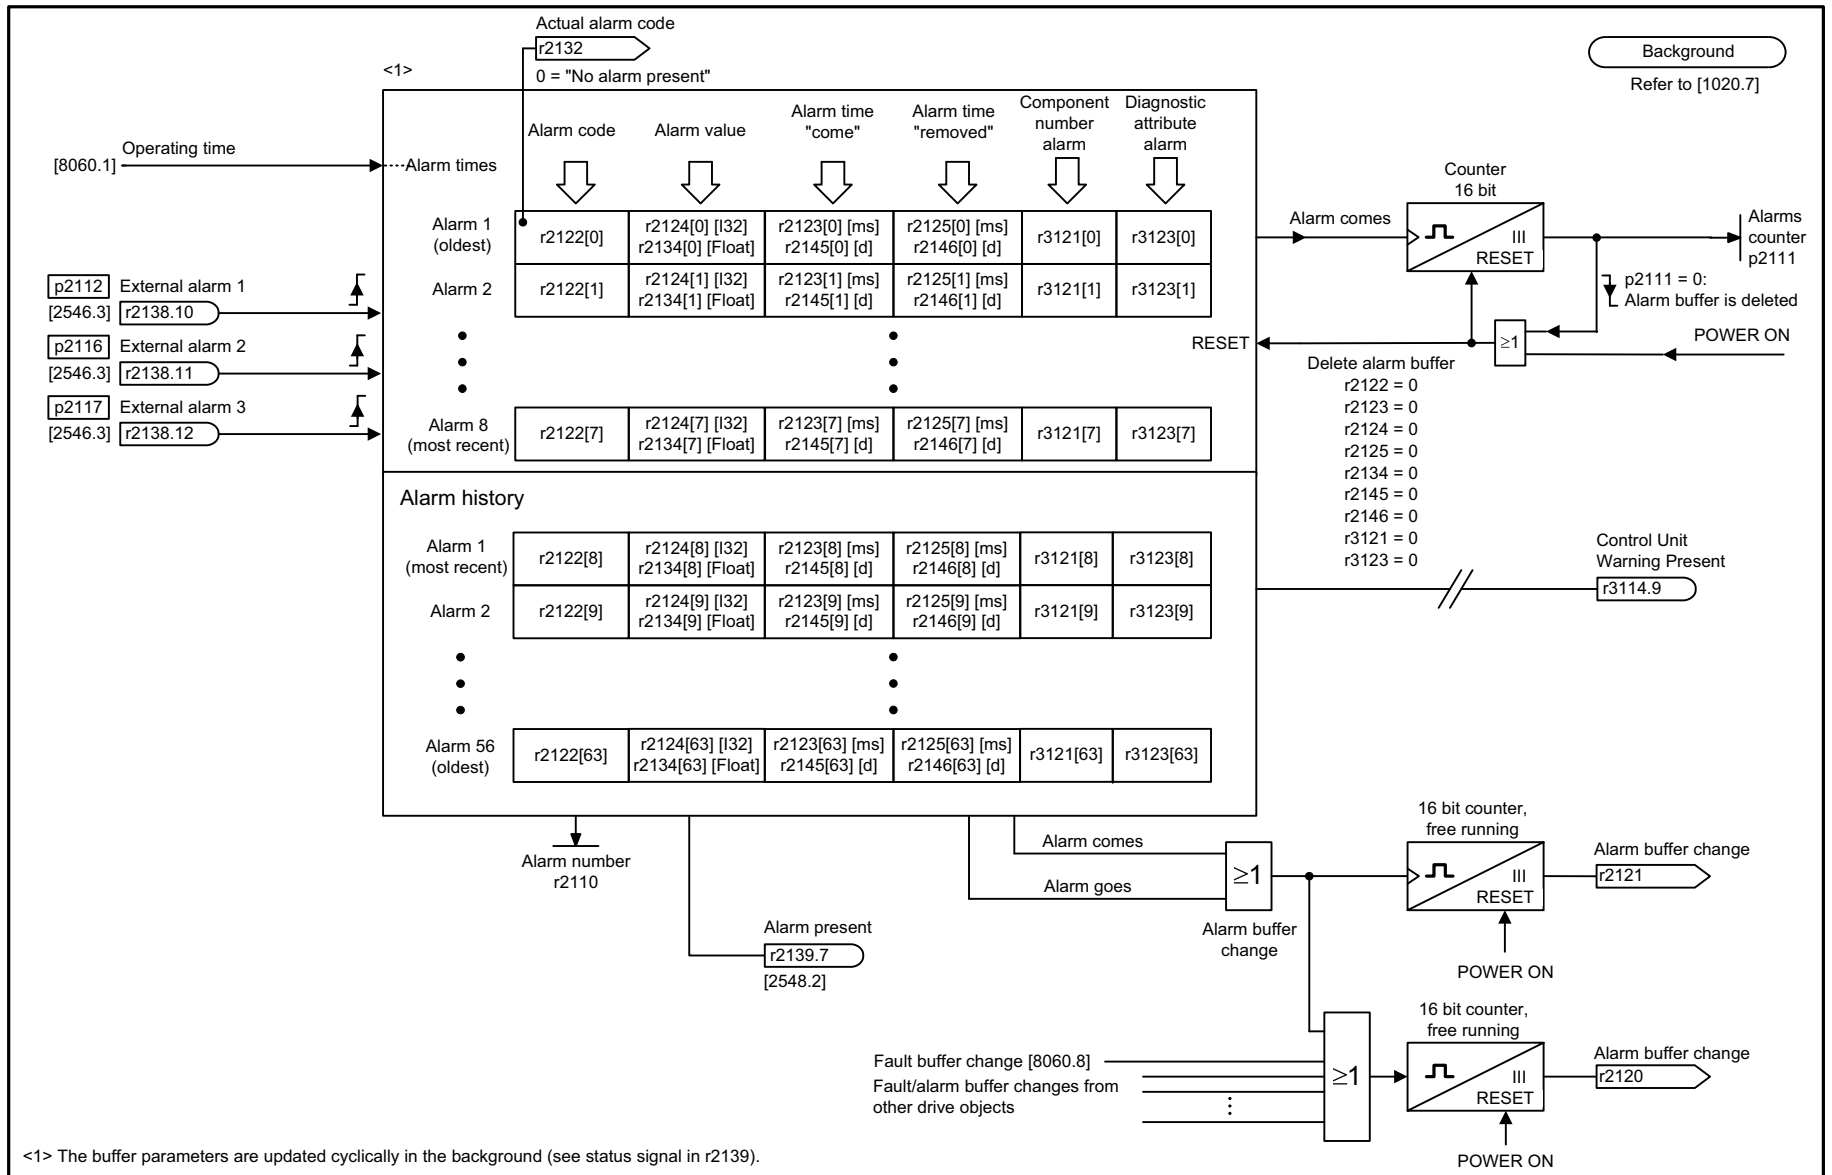 Actual alarm code
r2132
0 = "No alarm present"
Background
Refer to [1020.7]
<1>
Alarm code
Alarm value
Alarm time
"come"
Alarm time
"removed"
Component
number
alarm
Diagnostic
attribute
alarm
Operating time
[8060.1]
Alarm times
Alarm 1
(oldest)
r2122[0]
r2124[0] [I32]
r2134[0] [Float]
r2123[0] [ms]
r2145[0] [d]
r2125[0] [ms]
r2146[0] [d]
r3121[0]
r3123[0]
Alarm 2
r2122[1]
r2124[1] [I32]
r2134[1] [Float]
r2123[1] [ms]
r2145[1] [d]
r2125[1] [ms]
r2146[1] [d]
r3121[1]
r3123[1]
Alarm 8
(most recent)
r2122[7]
r2124[7] [I32]
r2134[7] [Float]
r2123[7] [ms]
r2145[7] [d]
r2125[7] [ms]
r2146[7] [d]
r3121[7]
r3123[7]
p2112 External alarm 1
[2546.3] r2138.10
p2116 External alarm 2
[2546.3] r2138.11
p2117 External alarm 3
[2546.3] r2138.12
Alarm comes
Counter
16 bit
III
RESET
Alarms
counter
p2111
p2111 = 0:
Alarm buffer is deleted
≥1
POWER ON
RESET
Delete alarm buffer
r2122 = 0
r2123 = 0
r2124 = 0
r2125 = 0
r2134 = 0
r2145 = 0
r2146 = 0
r3121 = 0
r3123 = 0
Control Unit
Warning Present
r3114.9
Alarm history
Alarm 1
(most recent)
r2122[8]
r2124[8] [I32]
r2134[8] [Float]
r2123[8] [ms]
r2145[8] [d]
r2125[8] [ms]
r2146[8] [d]
r3121[8]
r3123[8]
Alarm 2
r2122[9]
r2124[9] [I32]
r2134[9] [Float]
r2123[9] [ms]
r2145[9] [d]
r2125[9] [ms]
r2146[9] [d]
r3121[9]
r3123[9]
Alarm 56
(oldest)
r2122[63]
r2124[63] [I32]
r2134[63] [Float]
r2123[63] [ms]
r2145[63] [d]
r2125[63] [ms]
r2146[63] [d]
r3121[63]
r3123[63]
Alarm number
r2110
Alarm present
r2139.7
[2548.2]
Alarm comes
Alarm goes
≥1
Alarm buffer
change
16 bit counter,
free running
III
RESET
POWER ON
Alarm buffer change
r2121
Fault buffer change [8060.8]
Fault/alarm buffer changes from
other drive objects
≥1
16 bit counter,
free running
III
RESET
POWER ON
Alarm buffer change
r2120
<1> The buffer parameters are updated cyclically in the background (see status signal in r2139).